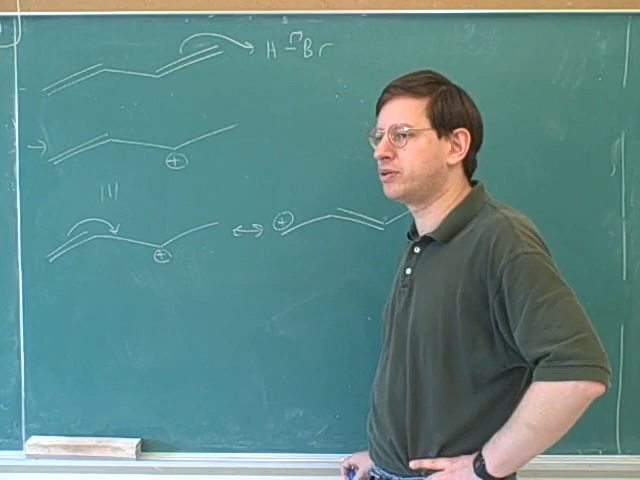 H - Br
⊕
|||
⊕ ↔ ⊕